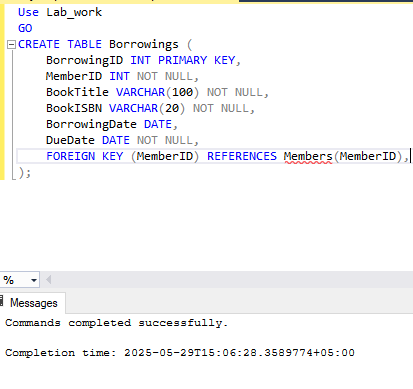 Use Lab_work
GO
CREATE TABLE Borrowings (
BorrowingID INT PRIMARY KEY,
MemberID INT NOT NULL,
BookTitle VARCHAR(100) NOT NULL,
BookISBN VARCHAR(20) NOT NULL,
BorrowingDate DATE,
DueDate DATE NOT NULL,
FOREIGN KEY (MemberID) REFERENCES Members(MemberID),
);
%
Messages
Commands completed successfully.
Completion time: 2025-05-29T15:06:28.3589774+05:00